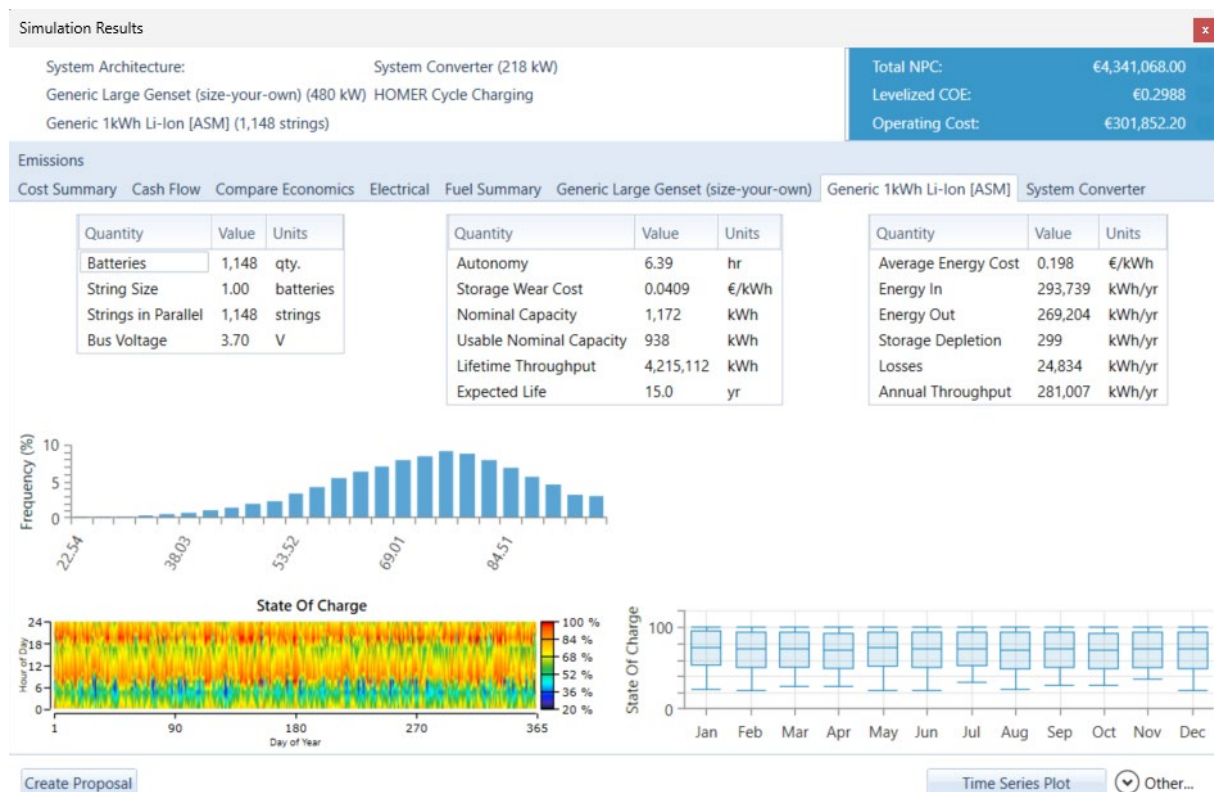 Simulation Results
x
System Architecture:
System Converter (218 kW)
Generic Large Genset (size-your-own) (480 kW)
HOMER Cycle Charging
Generic 1kWh Li-Ion [ASM] (1,148 strings)
Total NPC: €4,341,068.00
Levelized COE: €0.2988
Operating Cost: €301,852.20
Emissions
Cost Summary Cash Flow Compare Economics Electrical Fuel Summary Generic Large Genset (size-your-own) Generic 1kWh Li-Ion [ASM] System Converter
Quantity Value Units
Batteries 1,148 qty.
String Size 1.00 batteries
Strings in Parallel 1,148 strings
Bus Voltage 3.70 V
Quantity Value Units
Autonomy 6.39 hr
Storage Wear Cost 0.0409 €/kWh
Nominal Capacity 1,172 kWh
Usable Nominal Capacity 938 kWh
Lifetime Throughput 4,215,112 kWh
Expected Life 15.0 yr
Quantity Value Units
Average Energy Cost 0.198 €/kWh
Energy In 293,739 kWh/yr
Energy Out 269,204 kWh/yr
Storage Depletion 299 kWh/yr
Losses 24,834 kWh/yr
Annual Throughput 281,007 kWh/yr
Frequency (%)
10
5
0
22.54 38.03 53.52 69.01 84.51
State Of Charge
Hour of Day
24
18
12
6
0
1 90 180 270 365
Day of Year
100 %
84 %
68 %
52 %
36 %
20 %
State Of Charge
100
0
Jan Feb Mar Apr May Jun Jul Aug Sep Oct Nov Dec
Create Proposal
Time Series Plot
Other...